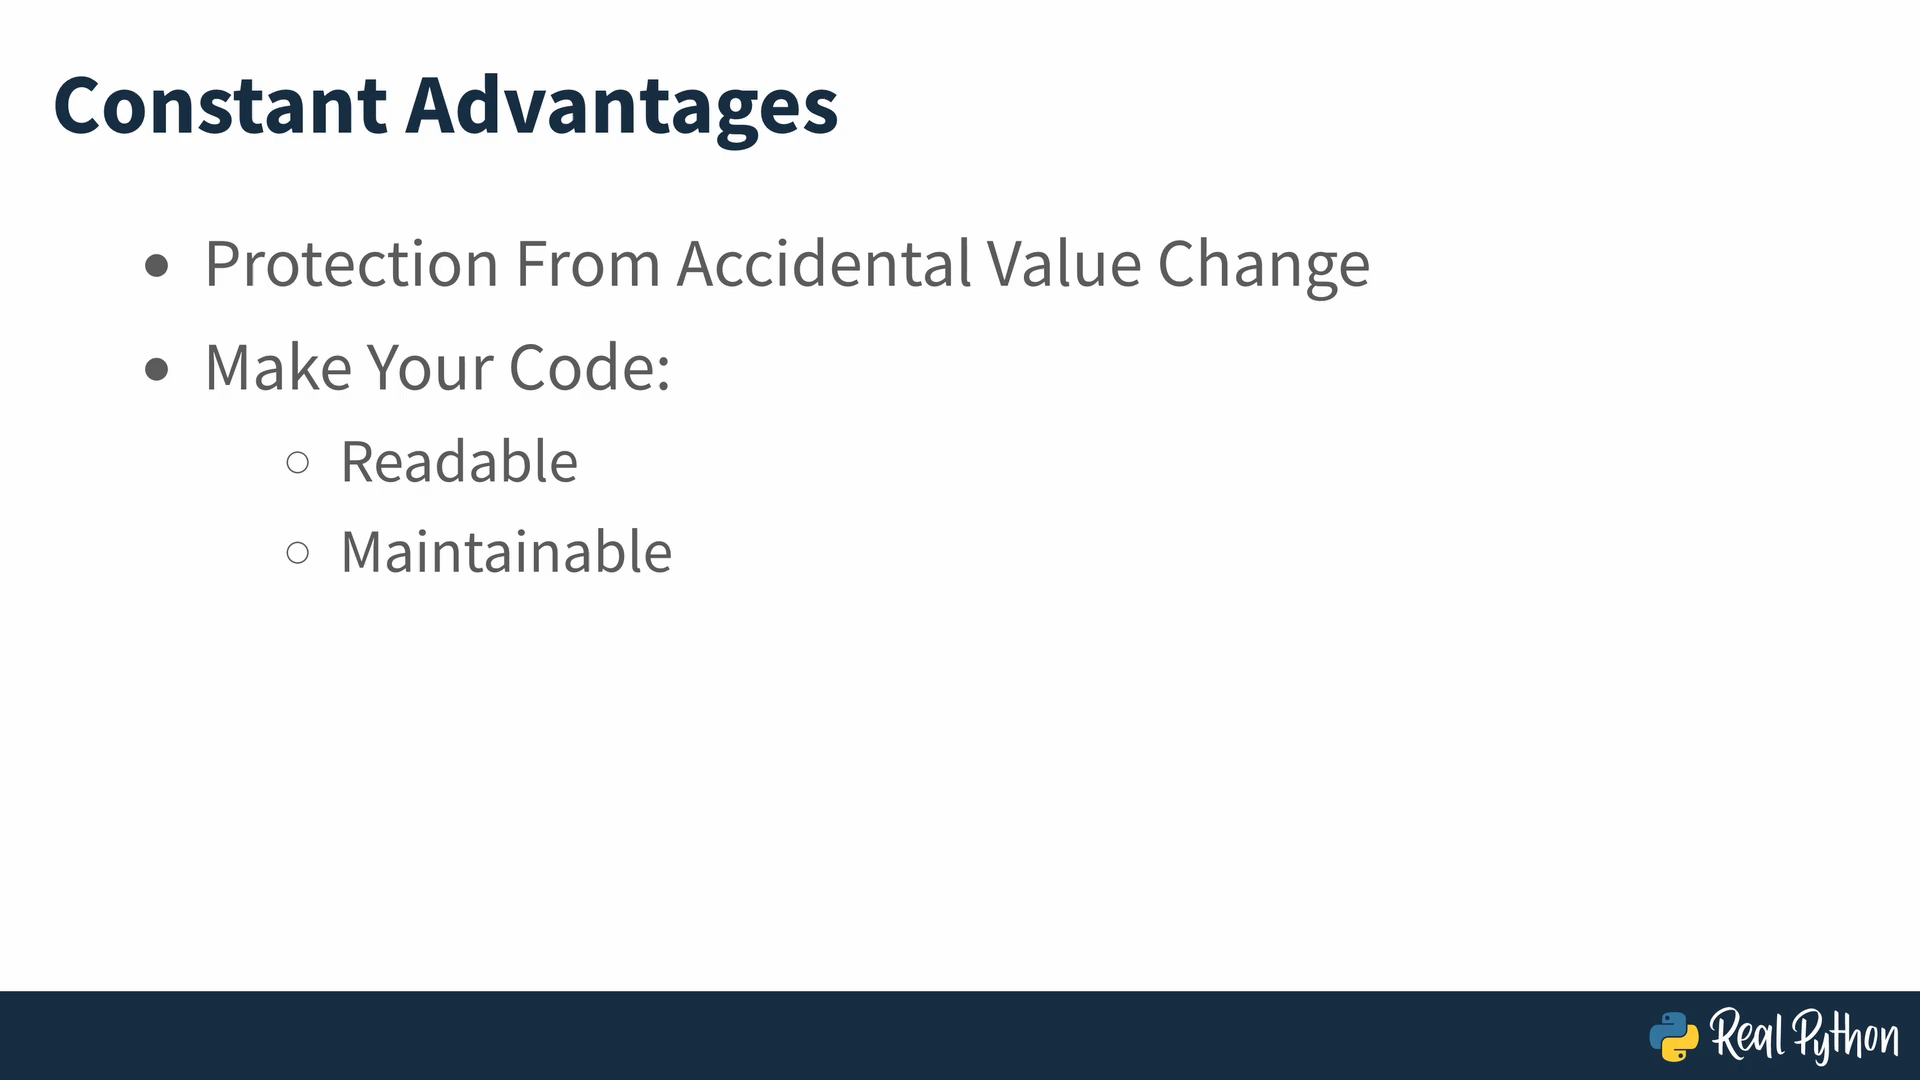 Constant Advantages
• Protection From Accidental Value Change
• Make Your Code:
○ Readable
○ Maintainable
Real Python